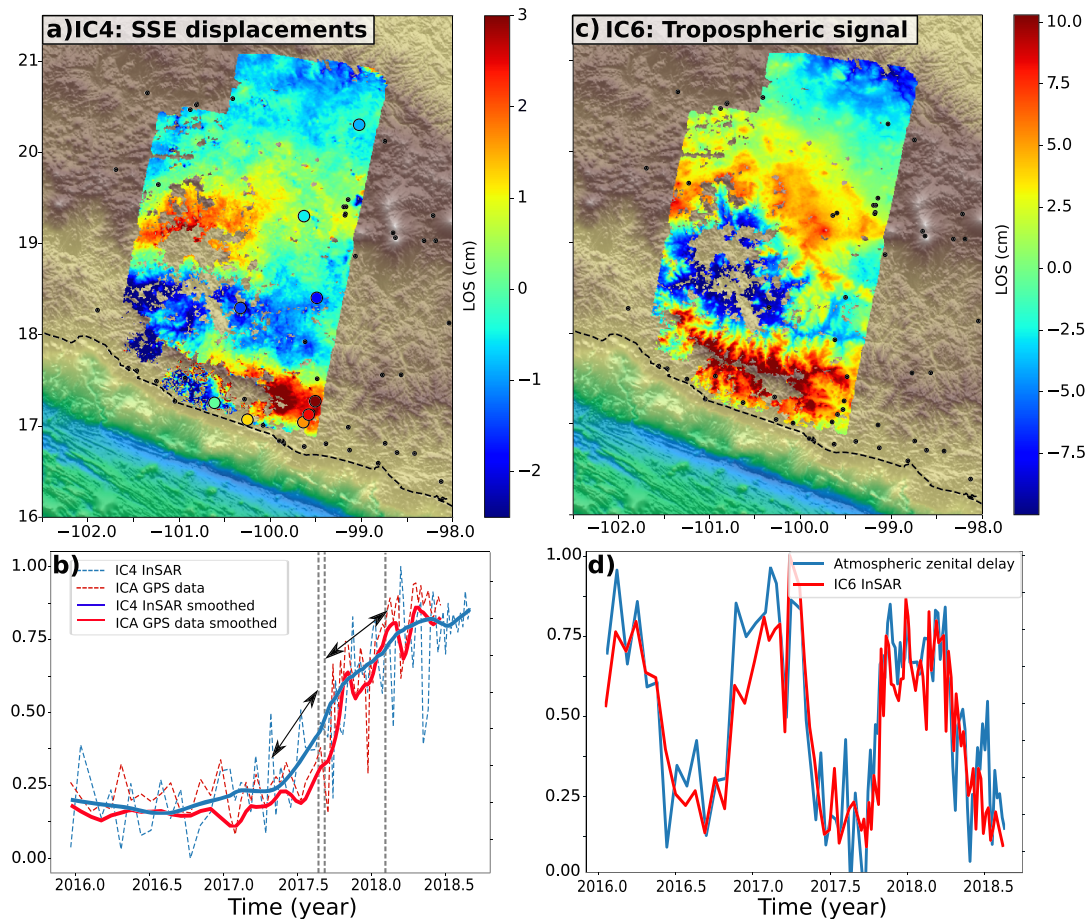 a) IC4: SSE displacements
21
20
19
18
17
16
−102.0 −101.0 −100.0 −99.0 −98.0
3
2
1
0
−1
−2
LOS (cm)
c) IC6: Tropospheric signal
−102.0 −101.0 −100.0 −99.0 −98.0
10.0
7.5
5.0
2.5
0.0
−2.5
−5.0
−7.5
LOS (cm)
b)
IC4 InSAR
ICA GPS data
IC4 InSAR smoothed
ICA GPS data smoothed
1.00
0.75
0.50
0.25
0.00
2016.0 2016.5 2017.0 2017.5 2018.0 2018.5
Time (year)
d)
Atmospheric zenital delay
IC6 InSAR
1.00
0.75
0.50
0.25
0.00
2016.0 2016.5 2017.0 2017.5 2018.0 2018.5
Time (year)